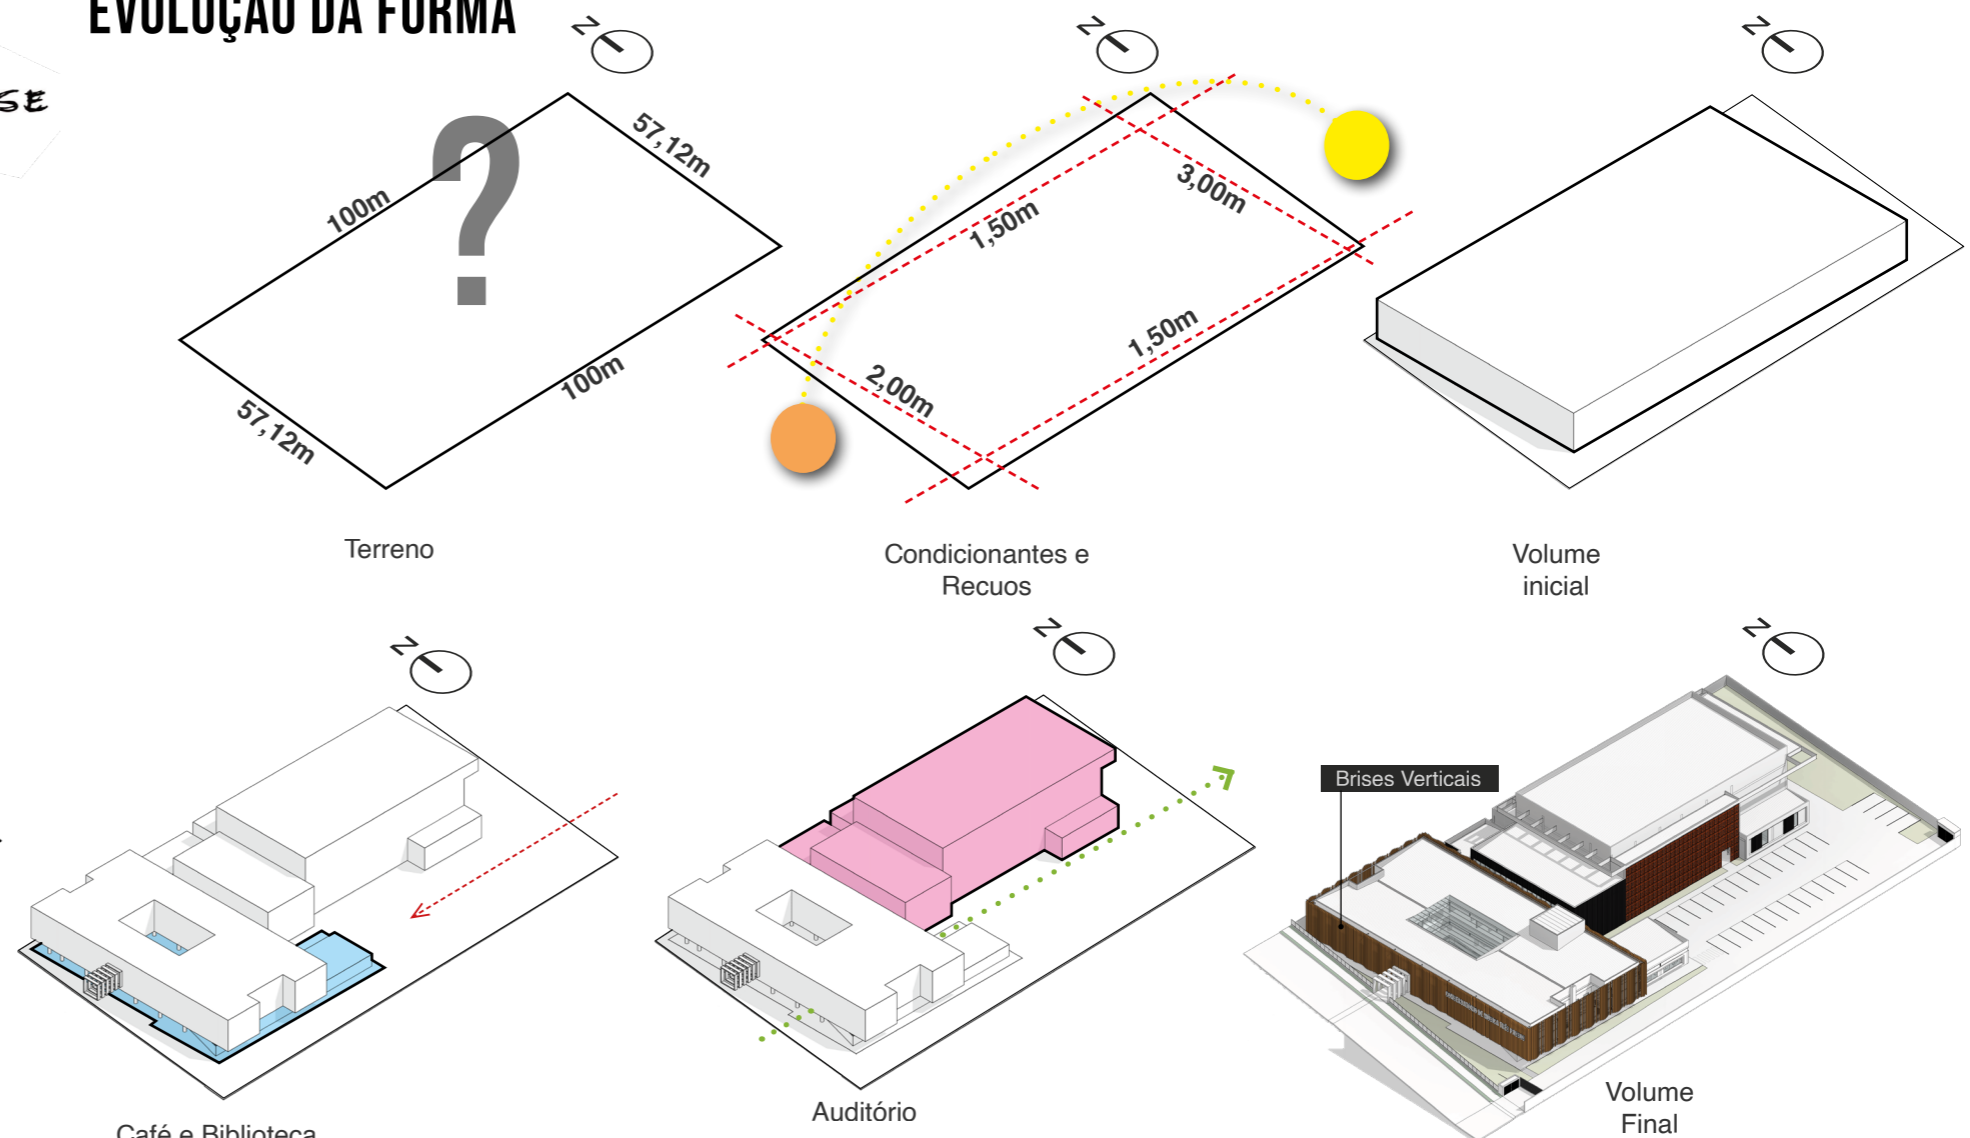 EVOLUÇÃO DA FORMA
SE
N
N
N
57,12m
100m
100m
57,12m
3,00m
1,50m
1,50m
2,00m
Terreno
Condicionantes e
Recuos
Volume
inicial
N
N
N
Brises Verticais
Café e Biblioteca
Auditório
Volume
Final